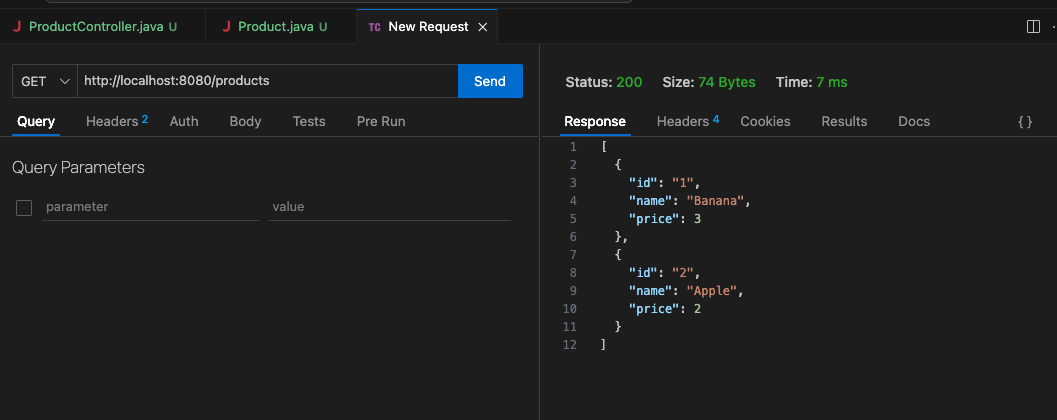 J ProductController.java U
J Product.java U
TC New Request ×
GET http://localhost:8080/products Send
Query Headers 2 Auth Body Tests Pre Run
Query Parameters
parameter value
Status: 200 Size: 74 Bytes Time: 7 ms
Response Headers 4 Cookies Results Docs { }
1 [
2 {
3 "id": "1",
4 "name": "Banana",
5 "price": 3
6 },
7 {
8 "id": "2",
9 "name": "Apple",
10 "price": 2
11 }
12 ]